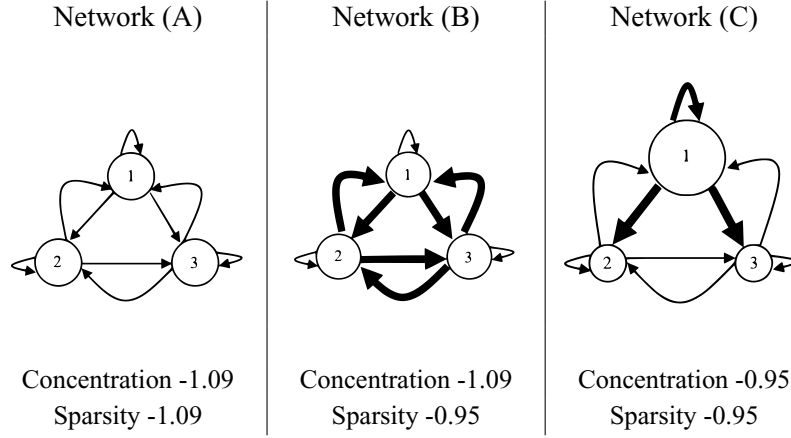 Network (A)
1
2
3
Concentration -1.09
Sparsity -1.09
Network (B)
1
2
3
Concentration -1.09
Sparsity -0.95
Network (C)
1
2
3
Concentration -0.95
Sparsity -0.95